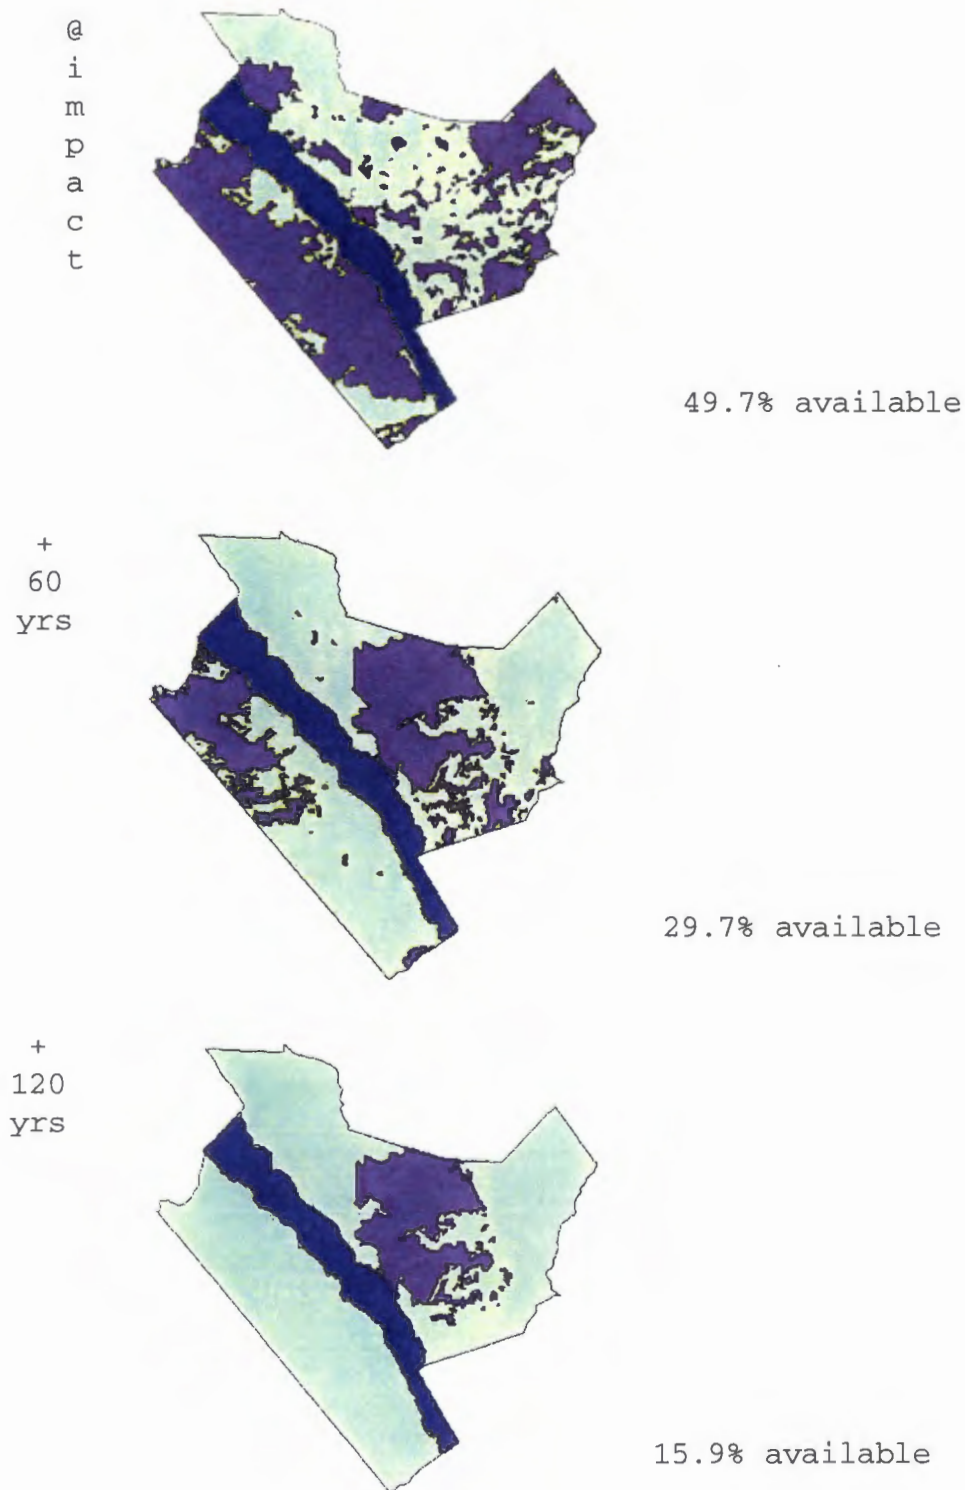 @
i
m
p
a
c
t
49.7% available
+
60
yrs
29.7% available
+
120
yrs
15.9% available